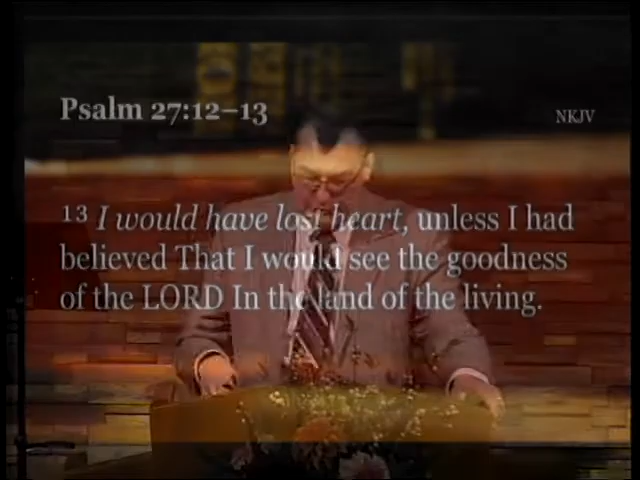 Psalm 27:12–13
NKJV
13 I would have lost heart, unless I had
believed That I would see the goodness
of the LORD In the land of the living.